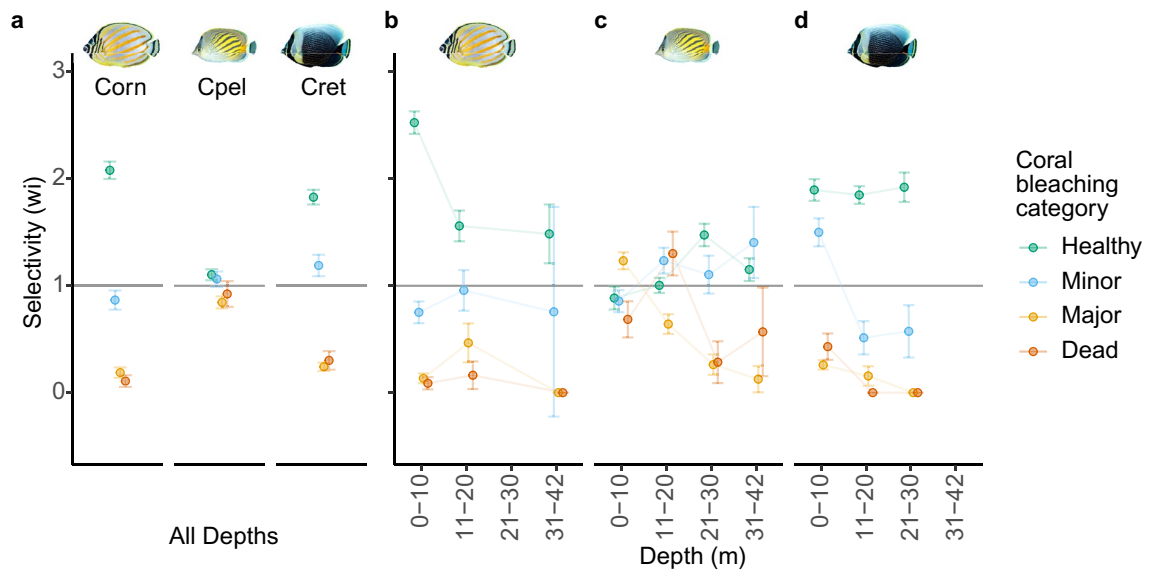 a
b
c
d
Corn
Cpel
Cret
3
2
1
0
Selectivity (wi)
All Depths
0−10
11−20
21−30
31−42
0−10
11−20
21−30
31−42
0−10
11−20
21−30
31−42
Depth (m)
Coral
bleaching
category
Healthy
Minor
Major
Dead